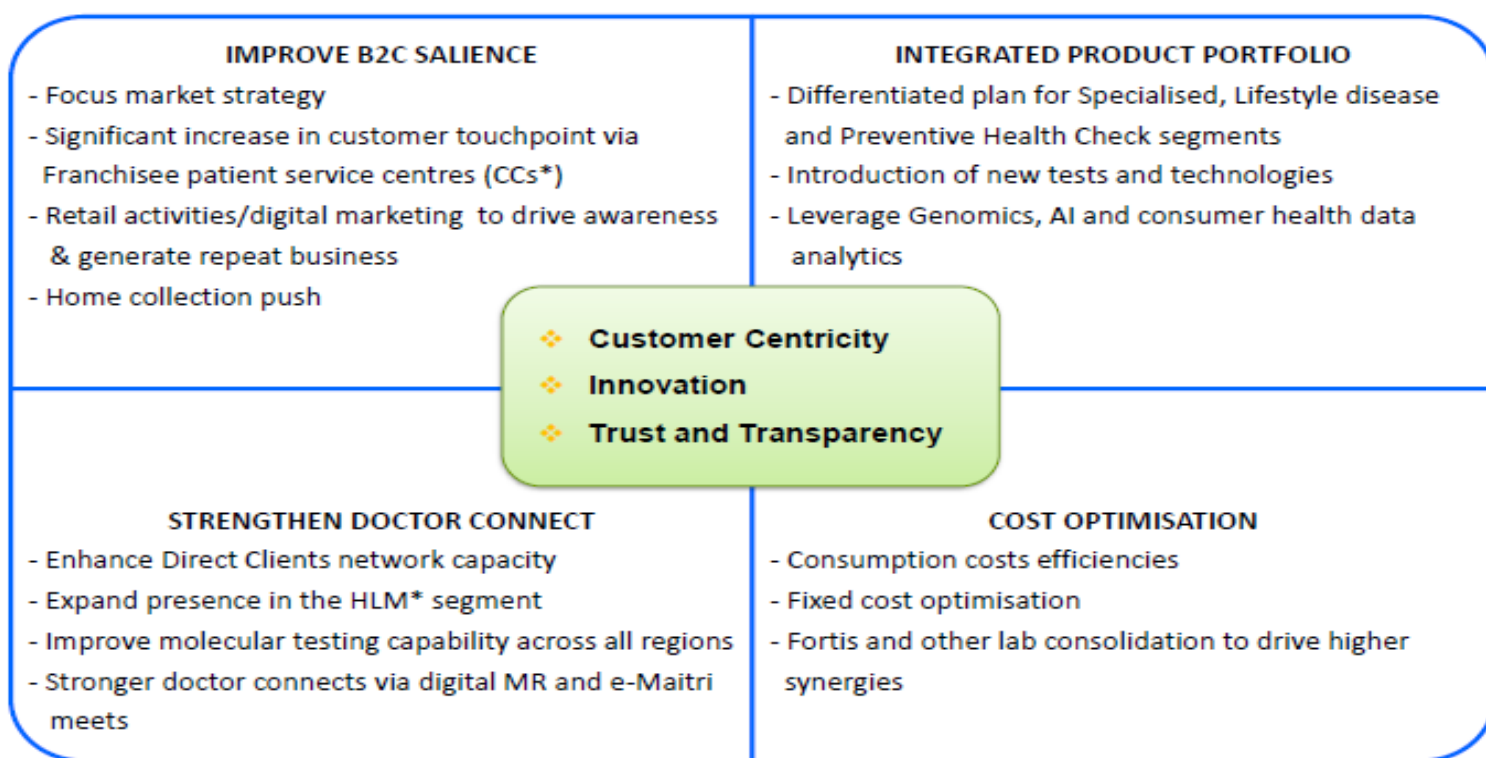 IMPROVE B2C SALIENCE
- Focus market strategy
- Significant increase in customer touchpoint via
Franchisee patient service centres (CCs*)
- Retail activities/digital marketing to drive awareness
& generate repeat business
- Home collection push
INTEGRATED PRODUCT PORTFOLIO
- Differentiated plan for Specialised, Lifestyle disease
and Preventive Health Check segments
- Introduction of new tests and technologies
- Leverage Genomics, AI and consumer health data
analytics
❖ Customer Centricity
❖ Innovation
❖ Trust and Transparency
STRENGTHEN DOCTOR CONNECT
- Enhance Direct Clients network capacity
- Expand presence in the HLM* segment
- Improve molecular testing capability across all regions
- Stronger doctor connects via digital MR and e-Maitri
meets
COST OPTIMISATION
- Consumption costs efficiencies
- Fixed cost optimisation
- Fortis and other lab consolidation to drive higher
synergies